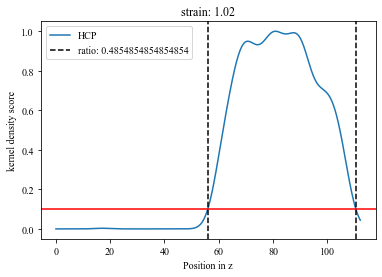 strain: 1.02
HCP
ratio: 0.4854854854854854
kernel density score
1.0
0.8
0.6
0.4
0.2
0.0
0 20 40 60 80 100
Position in z